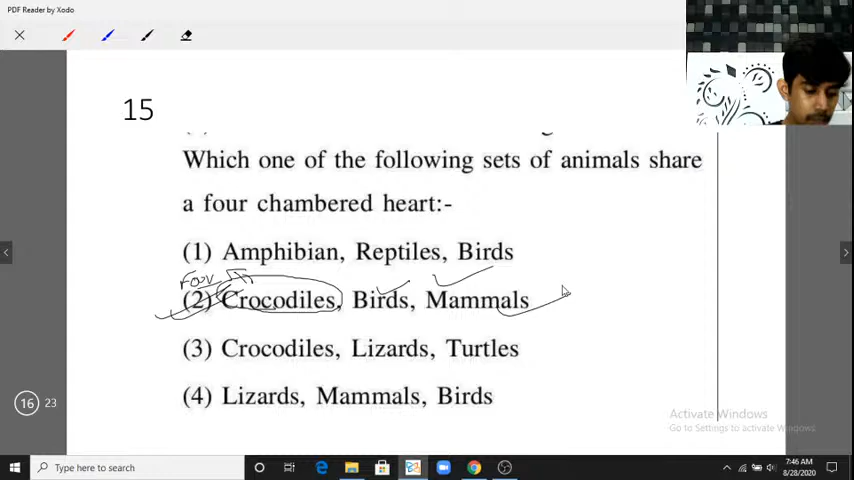 PDF Reader by Xodo
15
Which one of the following sets of animals share
a four chambered heart:-
(1) Amphibian, Reptiles, Birds
Four
(2) Crocodiles, Birds, Mammals
(3) Crocodiles, Lizards, Turtles
(4) Lizards, Mammals, Birds
16 23
Activate Windows
Go to Settings to activate Windows.
Type here to search
7:46 AM
8/28/2020